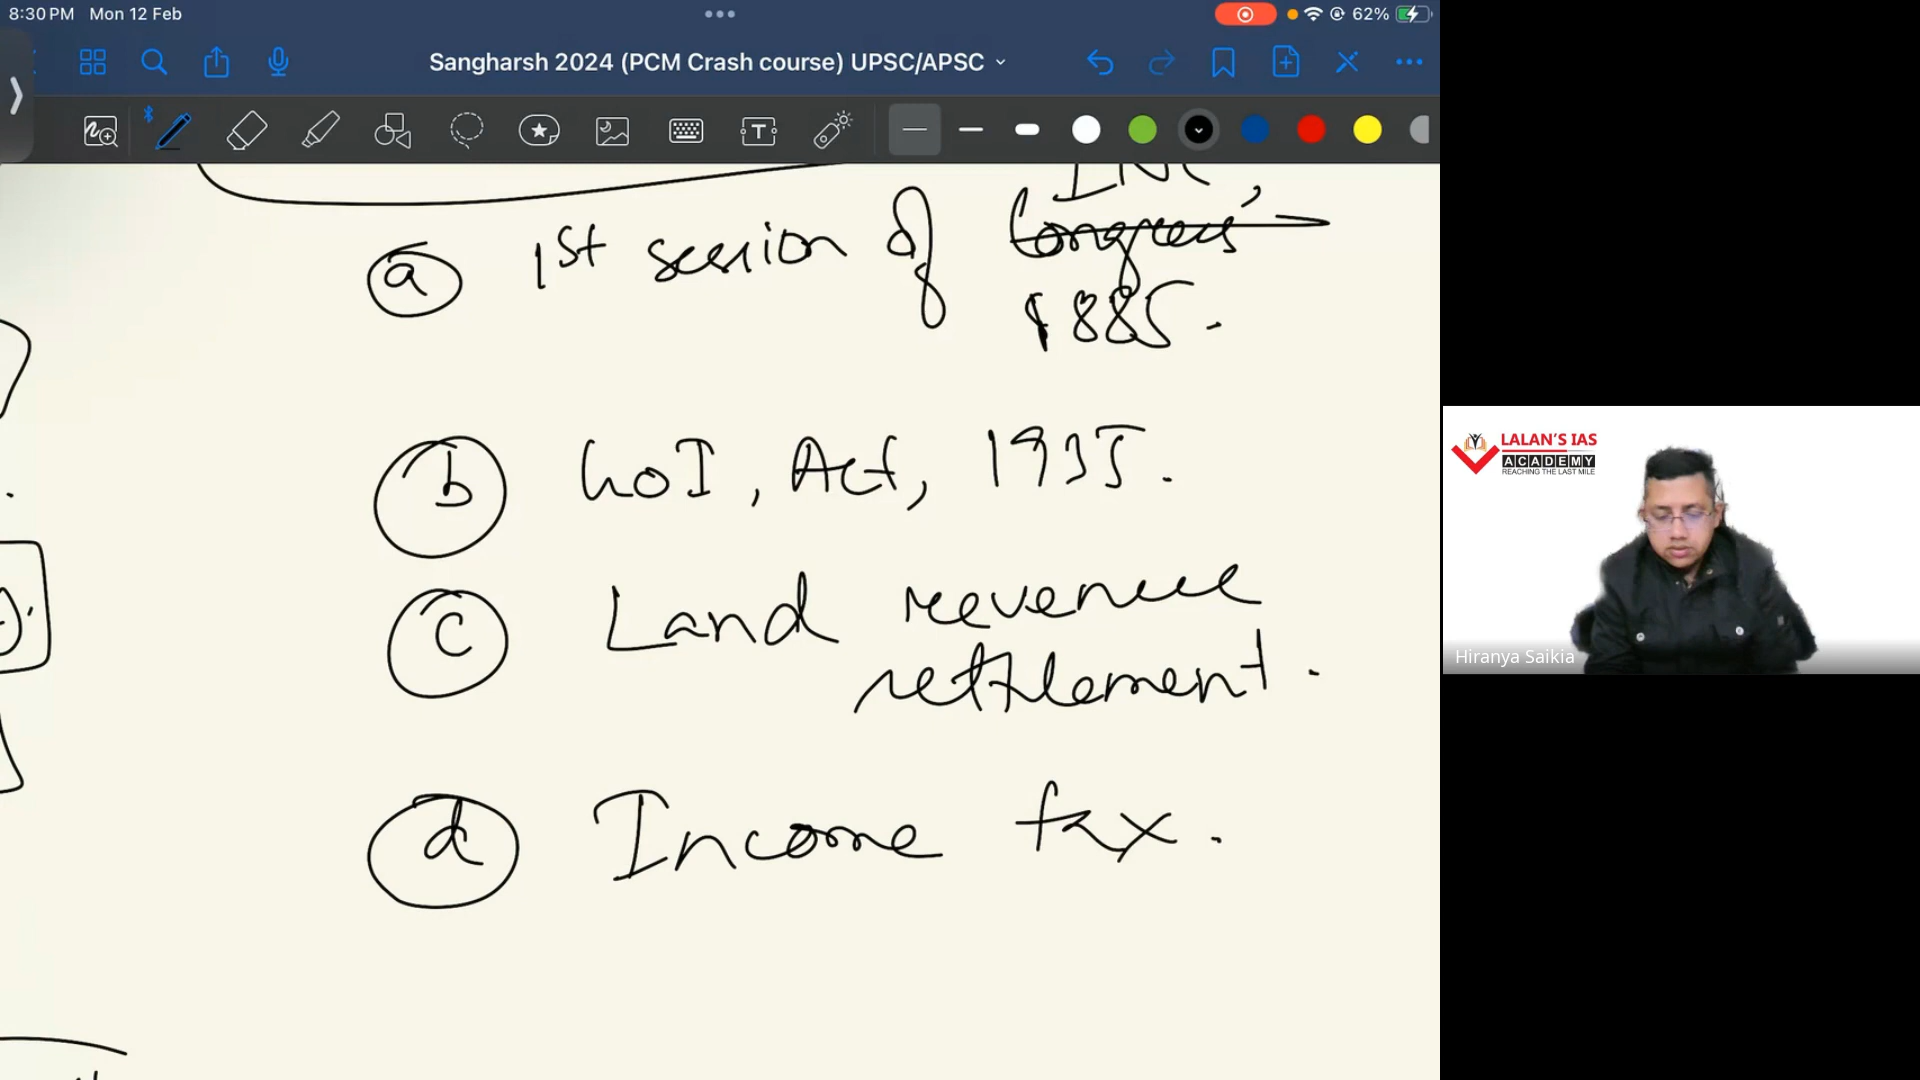 8:30 PM Mon 12 Feb
62%
Sangharsh 2024 (PCM Crash course) UPSC/APSC
T
INC,
a 1st session of Congress
1885.
b GoI, Act, 1935.
c Land revenue
settlement.
d Income tax.
LALAN'S IAS
ACADEMY
REACHING THE LAST MILE
Hiranya Saikia